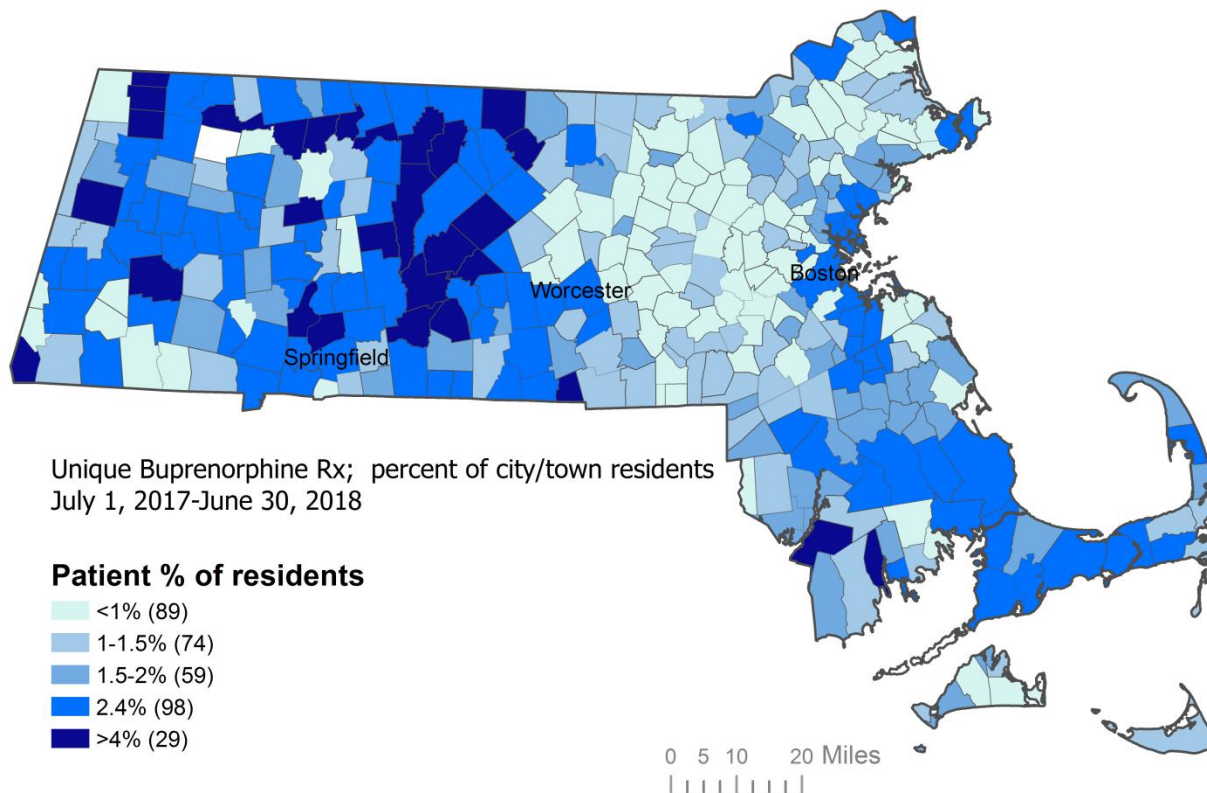 Boston
Worcester
Springfield
Unique Buprenorphine Rx;  percent of city/town residents
July 1, 2017-June 30, 2018
Patient % of residents
<1% (89)
1-1.5% (74)
1.5-2% (59)
2.4% (98)
>4% (29)
0 5 10 20 Miles